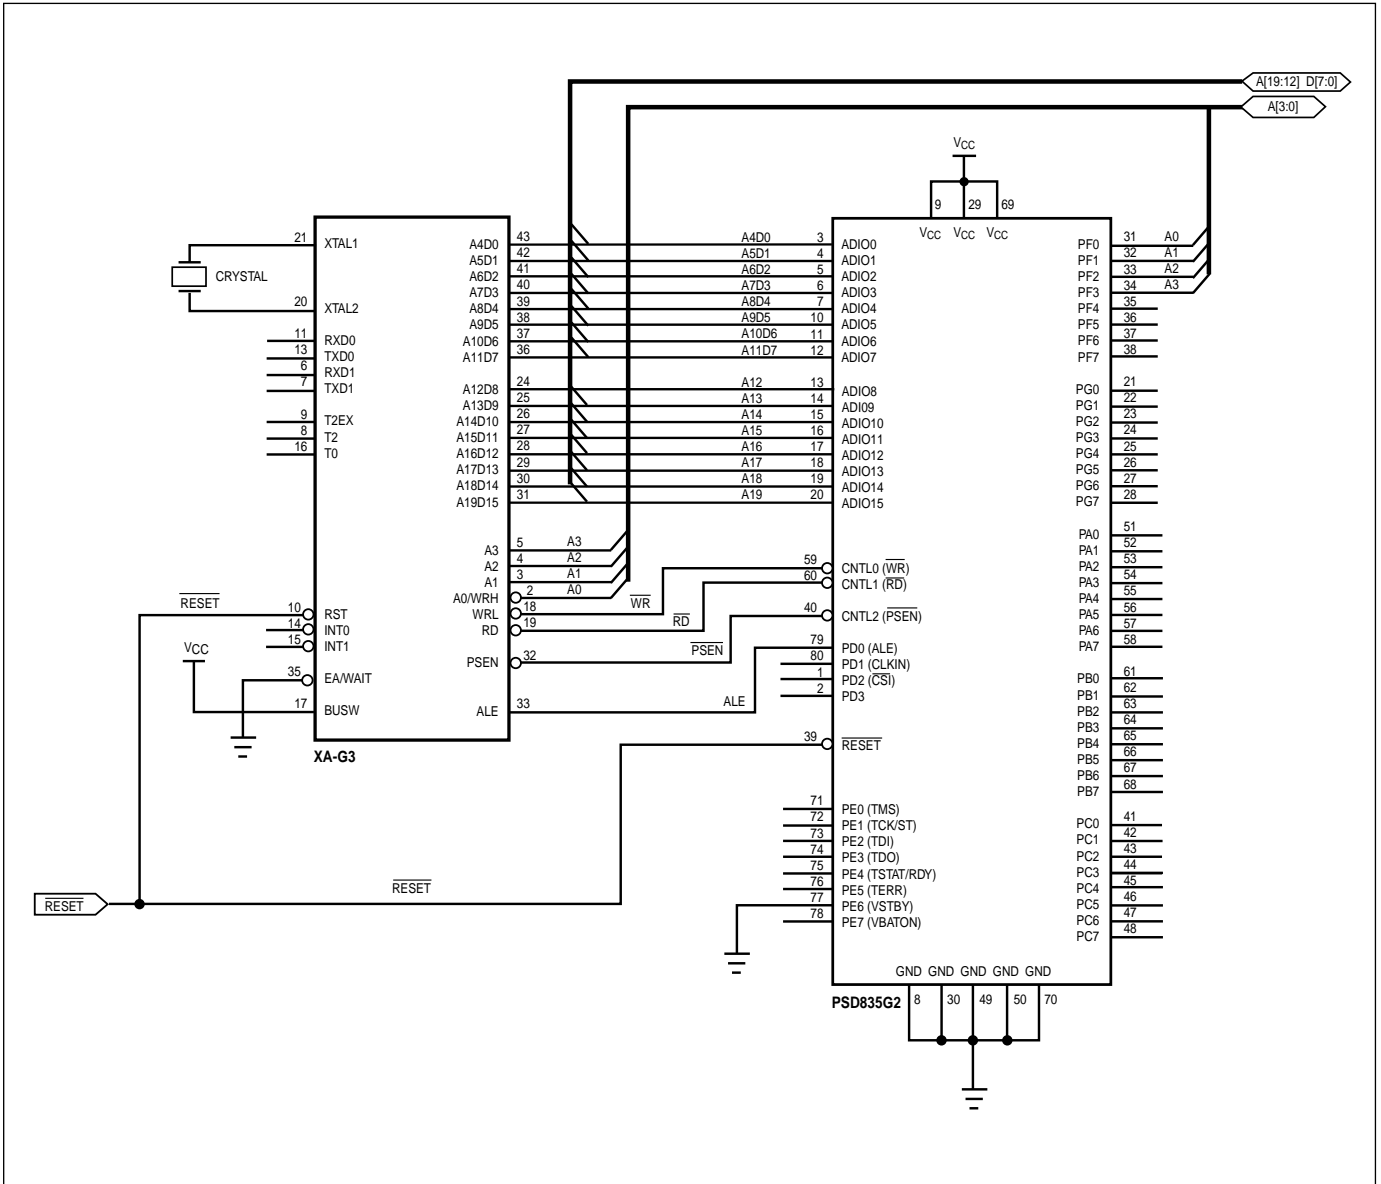 A[19:12] D[7:0]
A[3:0]
VCC
9 29 69
VCC VCC VCC
21 XTAL1
CRYSTAL
20 XTAL2
11 RXD0
13 TXD0
6 RXD1
7 TXD1
9 T2EX
8 T2
16 T0
RESET
10 RST
14 INT0
15 INT1
VCC
35 EA/WAIT
17 BUSW
XA-G3
A4D0 43
A5D1 42
A6D2 41
A7D3 40
A8D4 39
A9D5 38
A10D6 37
A11D7 36
A12D8 24
A13D9 25
A14D10 26
A15D11 27
A16D12 28
A17D13 29
A18D14 30
A19D15 31
A3 5 A3
A2 4 A2
A1 3 A1
A0/WRH 2 A0
WRL 18 WR
RD 19 RD
PSEN 32 PSEN
ALE 33 ALE
A4D0 3 ADIO0
A5D1 4 ADIO1
A6D2 5 ADIO2
A7D3 6 ADIO3
A8D4 7 ADIO4
A9D5 10 ADIO5
A10D6 11 ADIO6
A11D7 12 ADIO7
A12 13 ADIO8
A13 14 ADI09
A14 15 ADIO10
A15 16 ADIO11
A16 17 ADIO12
A17 18 ADIO13
A18 19 ADIO14
A19 20 ADIO15
59 CNTL0 (WR)
60 CNTL1 (RD)
40 CNTL2 (PSEN)
79 PD0 (ALE)
80 PD1 (CLKIN)
1 PD2 (CSI)
2 PD3
39 RESET
71 PE0 (TMS)
72 PE1 (TCK/ST)
73 PE2 (TDI)
74 PE3 (TDO)
75 PE4 (TSTAT/RDY)
76 PE5 (TERR)
77 PE6 (VSTBY)
78 PE7 (VBATON)
PF0 31 A0
PF1 32 A1
PF2 33 A2
PF3 34 A3
PF4 35
PF5 36
PF6 37
PF7 38
PG0 21
PG1 22
PG2 23
PG3 24
PG4 25
PG5 26
PG6 27
PG7 28
PA0 51
PA1 52
PA2 53
PA3 54
PA4 55
PA5 56
PA6 57
PA7 58
PB0 61
PB1 62
PB2 63
PB3 64
PB4 65
PB5 66
PB6 67
PB7 68
PC0 41
PC1 42
PC2 43
PC3 44
PC4 45
PC5 46
PC6 47
PC7 48
RESET
RESET
GND GND GND GND GND
PSD835G2
8 30 49 50 70